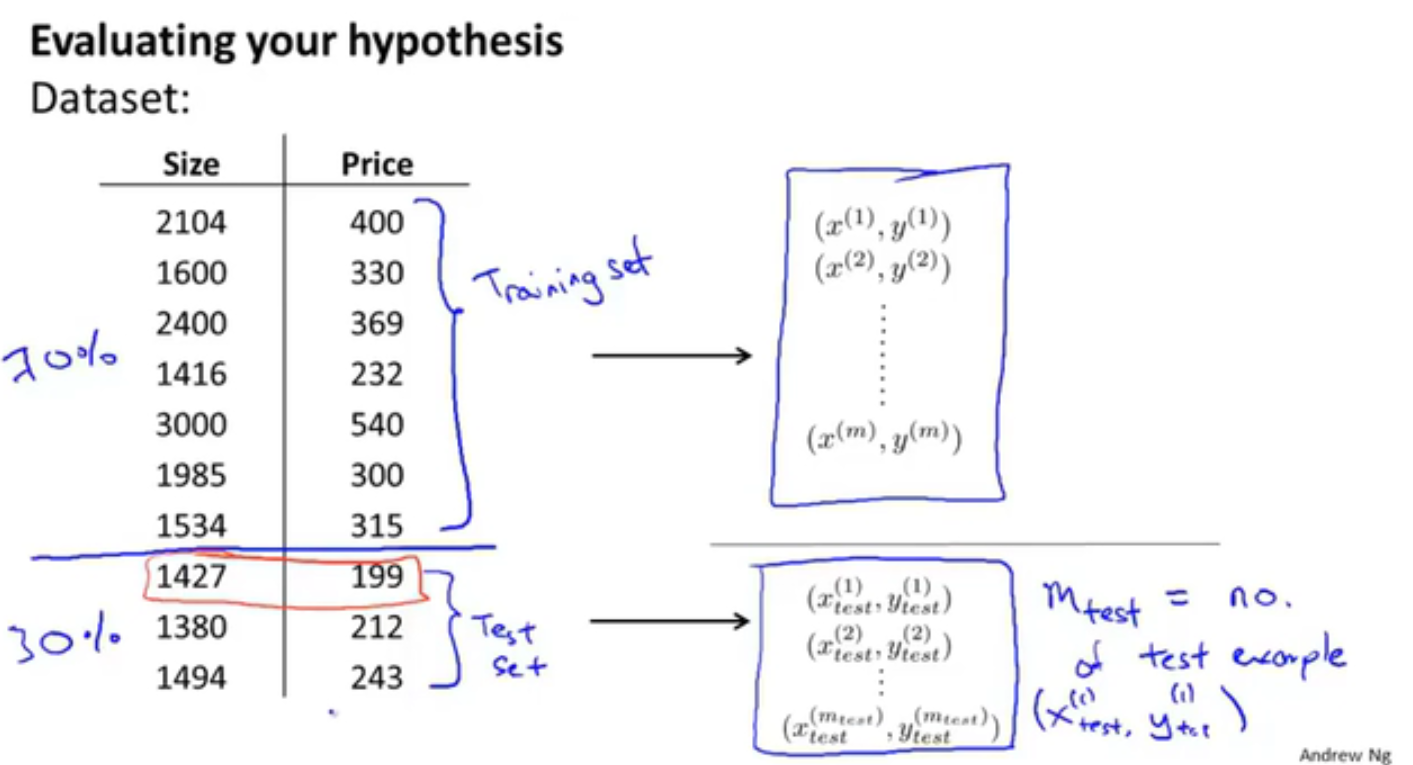 Evaluating your hypothesis
Dataset:
Size Price
2104 400
1600 330
2400 369
1416 232
3000 540
1985 300
1534 315
1427 199
1380 212
1494 243
70%
30%
Training set
Test
set
(x^{(1)}, y^{(1)})
(x^{(2)}, y^{(2)})
⋮
(x^{(m)}, y^{(m)})
(x_{test}^{(1)}, y_{test}^{(1)})
(x_{test}^{(2)}, y_{test}^{(2)})
⋮
(x_{test}^{(m_{test})}, y_{test}^{(m_{test})})
m_{test} = no.
of test example
(x_{test}^{(1)}, y_{test}^{(1)})
Andrew Ng